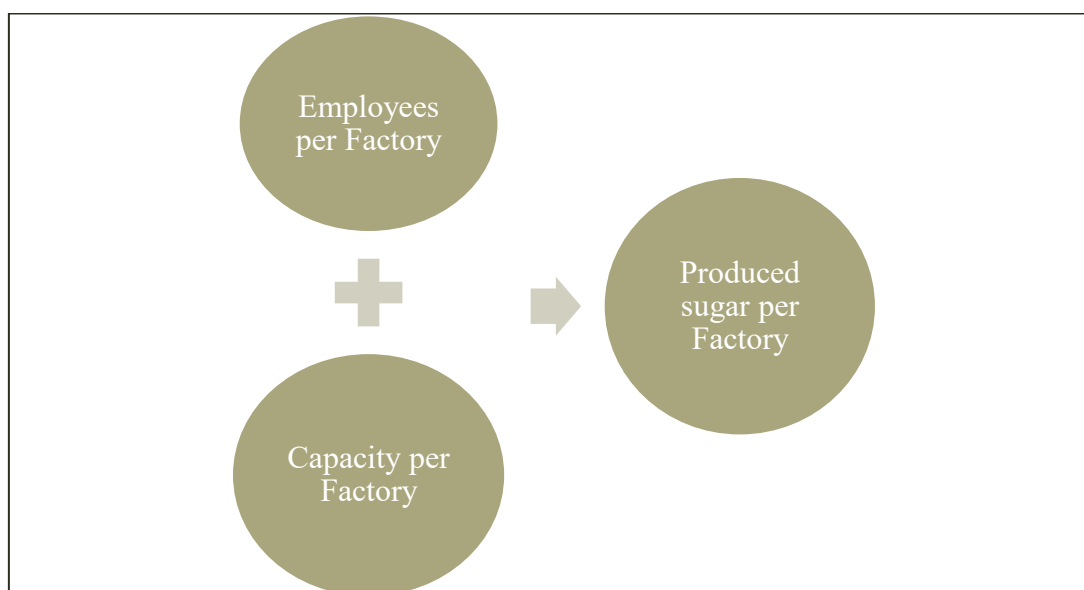 Employees
per Factory
Capacity per
Factory
Produced
sugar per
Factory